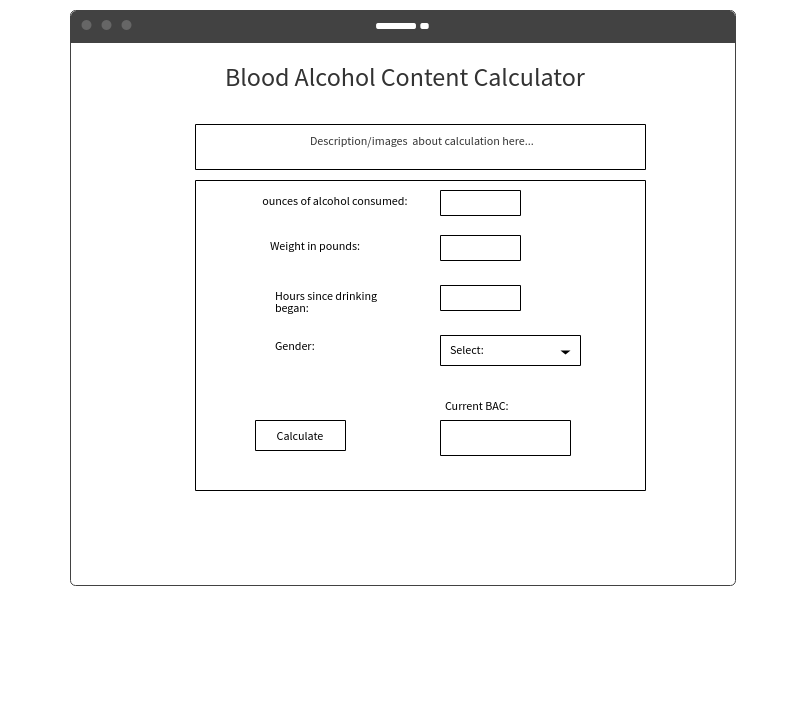 Blood Alcohol Content Calculator
Description/images about calculation here...
ounces of alcohol consumed:
Weight in pounds:
Hours since drinking
began:
Gender:
Select:
Current BAC:
Calculate